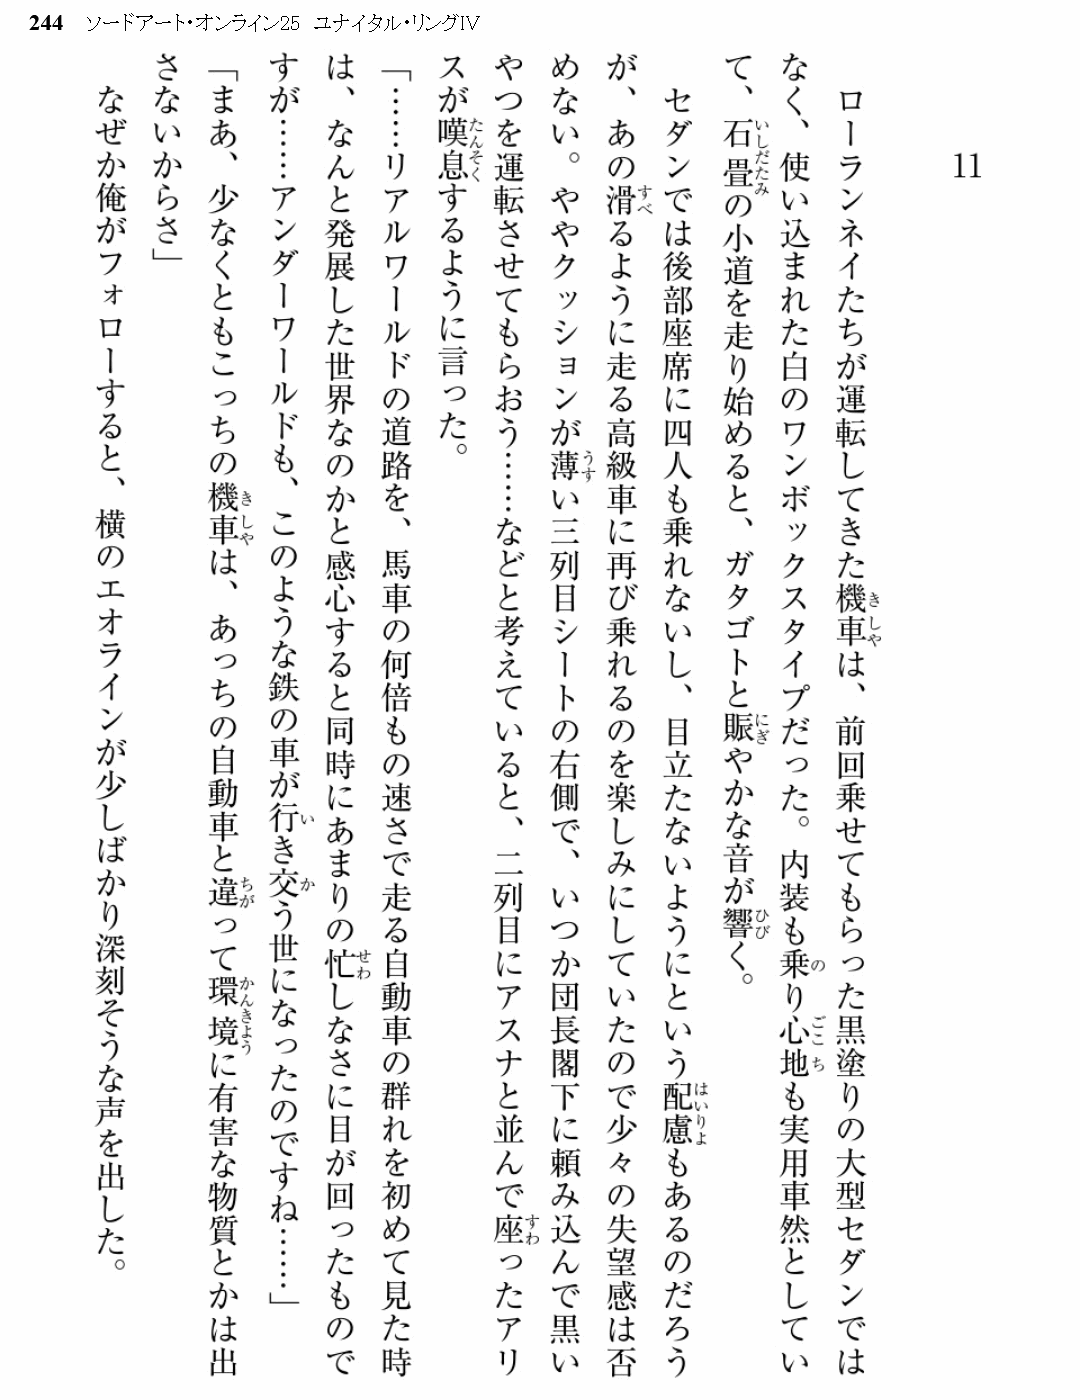 244 ソードアート・オンライン25 ユナイタル・リングIV
11
ローランネイたちが運転してきた機車は、前回乗せてもらった黒塗りの大型セダンでは
なく、使い込まれた白のワンボックスタイプだった。内装も乗り心地も実用車然としてい
て、石畳の小道を走り始めると、ガタゴトと賑やかな音が響く。
セダンでは後部座席に四人も乗れないし、目立たないようにという配慮もあるのだろう
が、あの滑るように走る高級車に再び乗れるのを楽しみにしていたので少々の失望感は否
めない。ややクッションが薄い三列目シートの右側で、いつか団長閣下に頼み込んで黒い
やつを運転させてもらおう……などと考えていると、二列目にアスナと並んで座ったアリ
スが嘆息するように言った。
「……リアルワールドの道路を、馬車の何倍もの速さで走る自動車の群れを初めて見た時
は、なんと発展した世界なのかと感心すると同時にあまりの忙しなさに目が回ったもので
すが……アンダーワールドも、このような鉄の車が行き交う世になったのですね……」
「まあ、少なくともこっちの機車は、あっちの自動車と違って環境に有害な物質とかは出
さないからさ」
なぜか俺がフォローすると、横のエオラインが少しばかり深刻そうな声を出した。